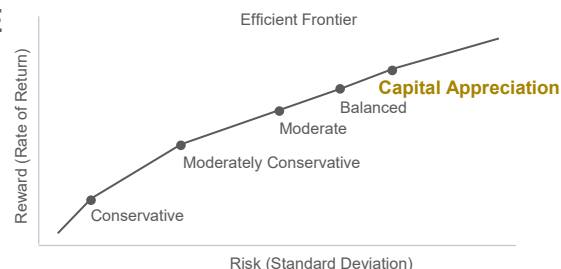 Efficient Frontier
Reward (Rate of Return)
Capital Appreciation
Balanced
Moderate
Moderately Conservative
Conservative
Risk (Standard Deviation)